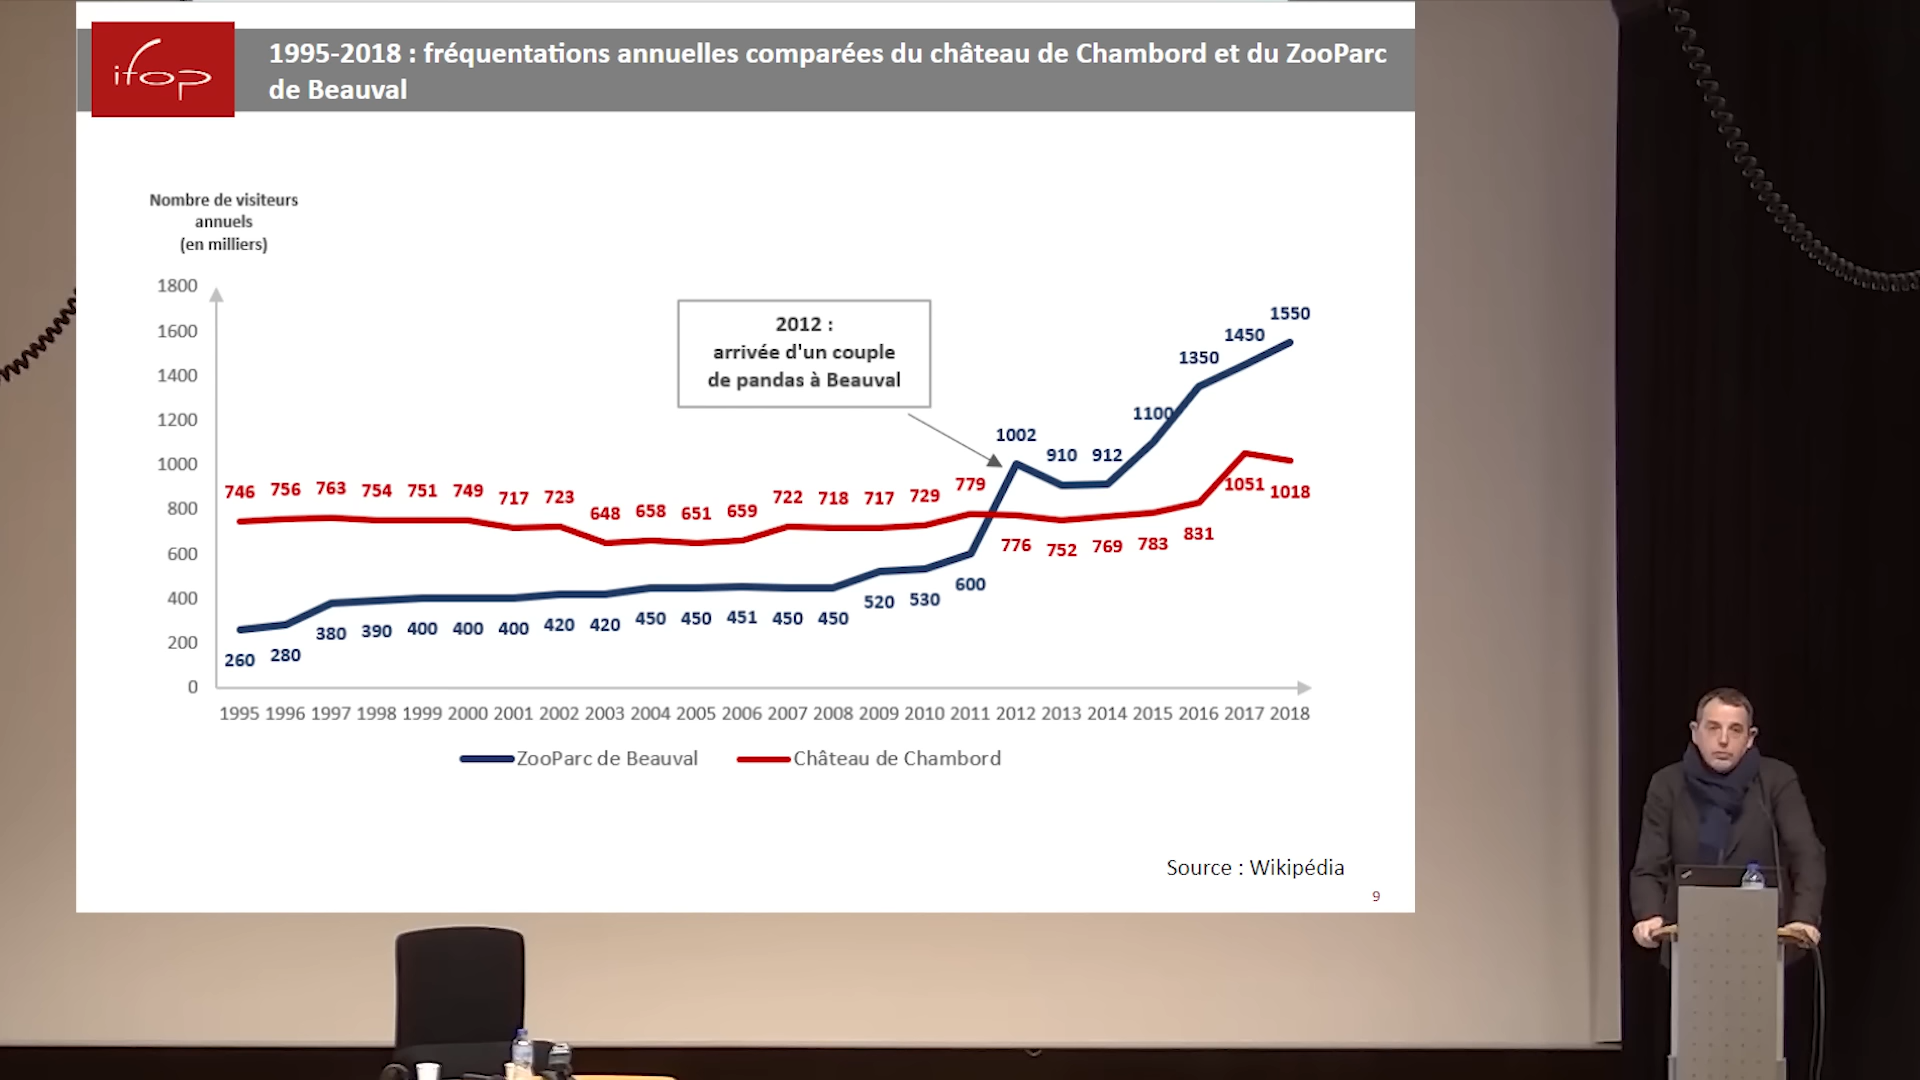 ifop
1995-2018 : fréquentations annuelles comparées du château de Chambord et du ZooParc
de Beauval
Nombre de visiteurs
annuels
(en milliers)
1800
1600
1400
1200
1000
800
600
400
200
0
2012 :
arrivée d'un couple
de pandas à Beauval
746 756 763 754 751 749 717 723 648 658 651 659 722 718 717 729 779 776 752 769 783 831 1051 1018
260 280 380 390 400 400 400 420 420 450 450 451 450 450 520 530 600 1002 910 912 1100 1350 1450 1550
1995 1996 1997 1998 1999 2000 2001 2002 2003 2004 2005 2006 2007 2008 2009 2010 2011 2012 2013 2014 2015 2016 2017 2018
ZooParc de Beauval Château de Chambord
Source : Wikipédia
9